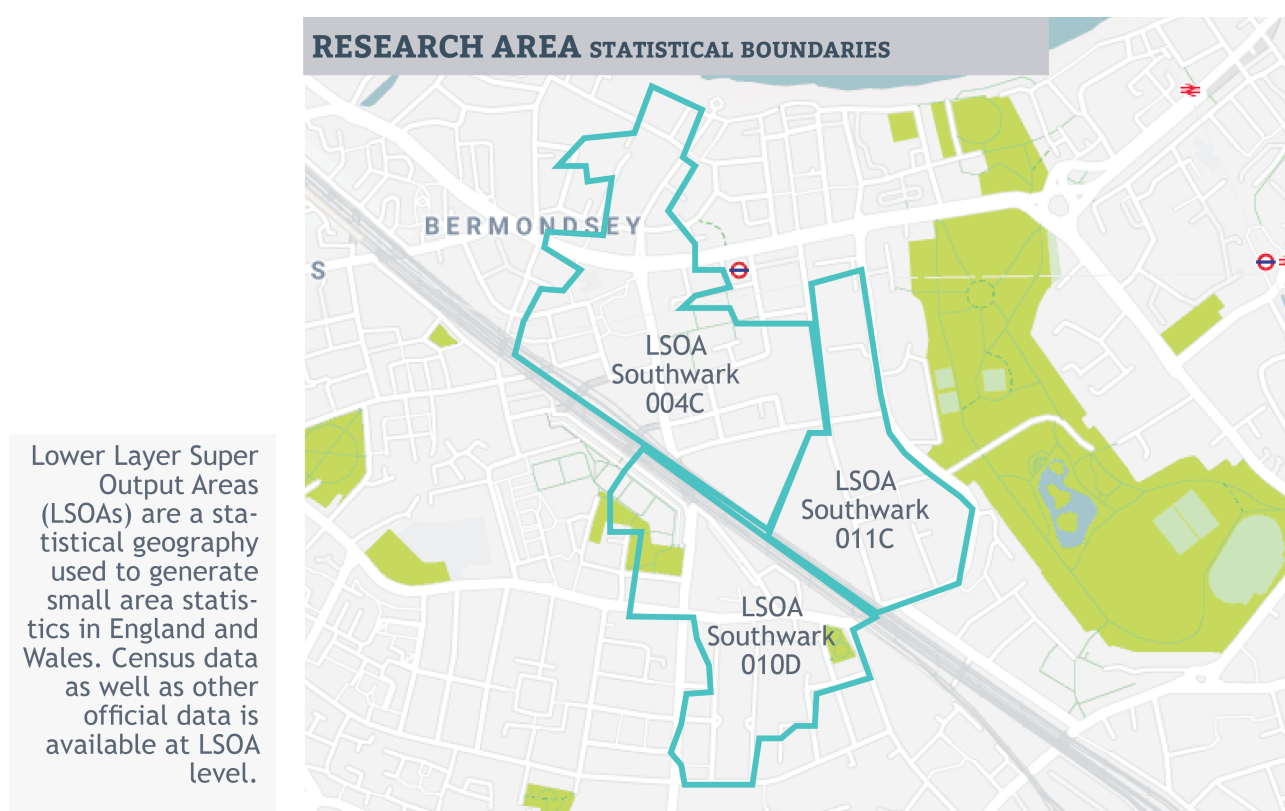 RESEARCH AREA STATISTICAL BOUNDARIES
BERMONDSEY
S
LSOA
Southwark
004C
LSOA
Southwark
011C
LSOA
Southwark
010D
Lower Layer Super
Output Areas
(LSOAs) are a sta-
tistical geography
used to generate
small area statis-
tics in England and
Wales. Census data
as well as other
official data is
available at LSOA
level.